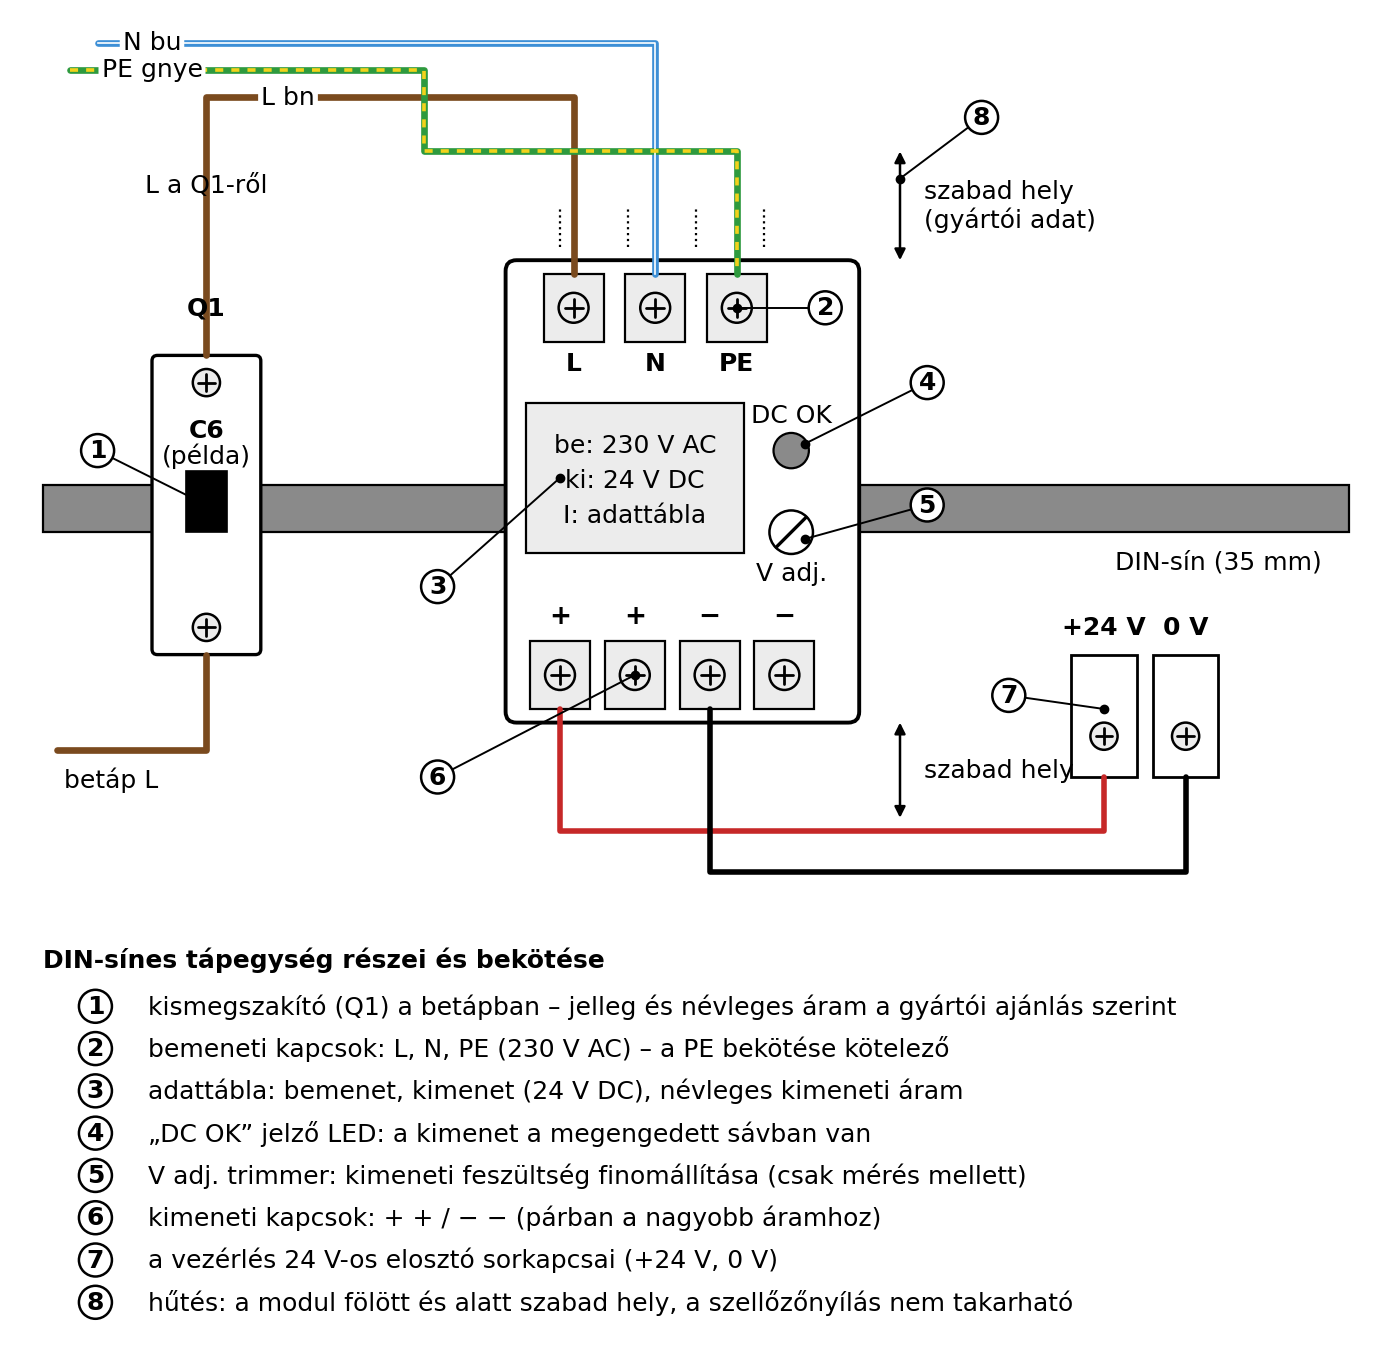 N bu
PE gnye
L bn
8
L a Q1-ről
szabad hely
(gyártói adat)
Q1
2
L N PE
4
DC OK
C6
(példa)
1
be: 230 V AC
ki: 24 V DC
I: adattábla
5
V adj.
DIN-sín (35 mm)
3
+ + − −
+24 V 0 V
7
6
szabad hely
betáp L
DIN-sínes tápegység részei és bekötése
1 kismegszakító (Q1) a betápban – jelleg és névleges áram a gyártói ajánlás szerint
2 bemeneti kapcsok: L, N, PE (230 V AC) – a PE bekötése kötelező
3 adattábla: bemenet, kimenet (24 V DC), névleges kimeneti áram
4 „DC OK” jelző LED: a kimenet a megengedett sávban van
5 V adj. trimmer: kimeneti feszültség finomállítása (csak mérés mellett)
6 kimeneti kapcsok: + + / − − (párban a nagyobb áramhoz)
7 a vezérlés 24 V-os elosztó sorkapcsai (+24 V, 0 V)
8 hűtés: a modul fölött és alatt szabad hely, a szellőzőnyílás nem takarható